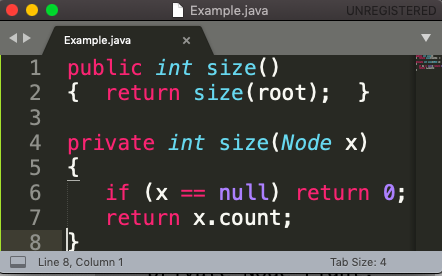 Example.java
UNREGISTERED
Example.java
1 public int size()
2 {  return size(root);  }
3
4 private int size(Node x)
5 {
6    if (x == null) return 0;
7    return x.count;
8 }
Line 8, Column 1
Tab Size: 4